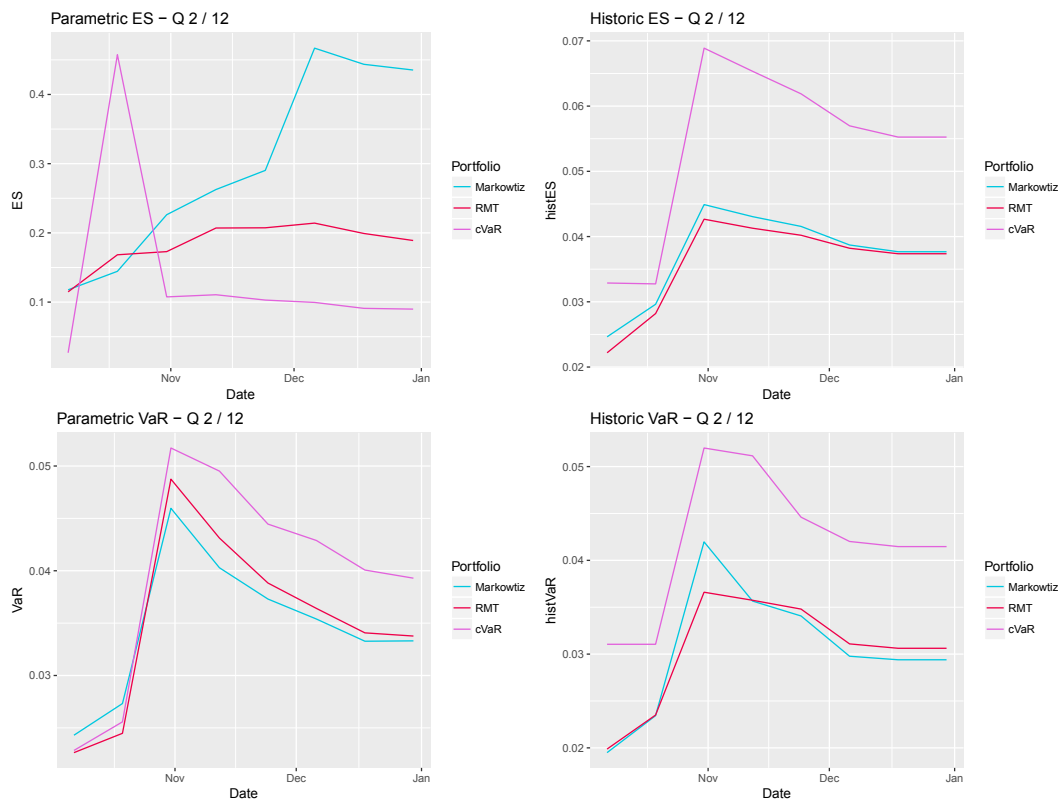 Parametric ES − Q 2 / 12
0.4
0.3
0.2
0.1
ES
Nov
Dec
Jan
Date
Portfolio
Markowtiz
RMT
cVaR
Historic ES − Q 2 / 12
0.07
0.06
0.05
0.04
0.03
0.02
histES
Nov
Dec
Jan
Date
Portfolio
Markowtiz
RMT
cVaR
Parametric VaR − Q 2 / 12
0.05
0.04
0.03
VaR
Nov
Dec
Jan
Date
Portfolio
Markowtiz
RMT
cVaR
Historic VaR − Q 2 / 12
0.05
0.04
0.03
0.02
histVaR
Nov
Dec
Jan
Date
Portfolio
Markowtiz
RMT
cVaR